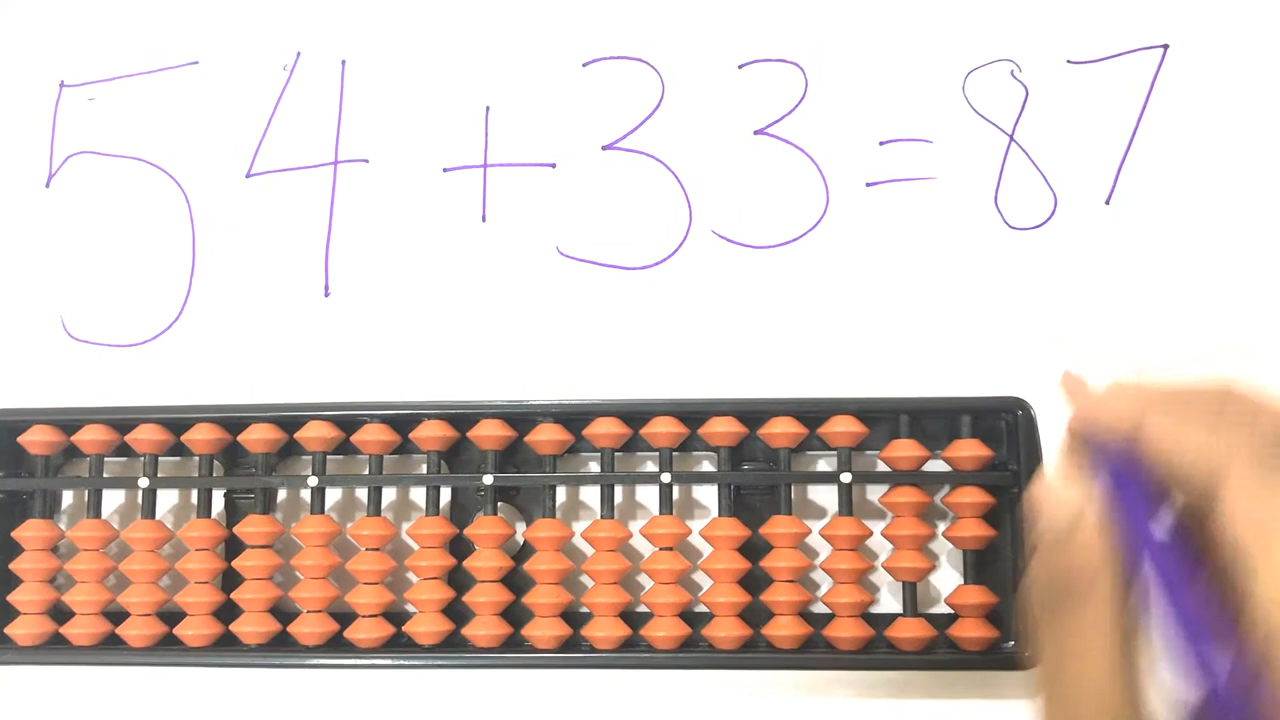 54 + 33 = 87